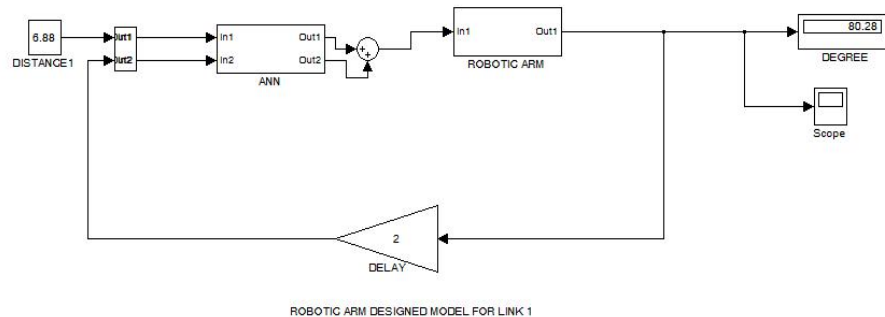 6.88
DISTANCE1
Out1
Out2
In1
In2
Out1
Out2
ANN
+
+
In1
Out1
ROBOTIC ARM
80.28
DEGREE
Scope
2
DELAY
ROBOTIC ARM DESIGNED MODEL FOR LINK 1